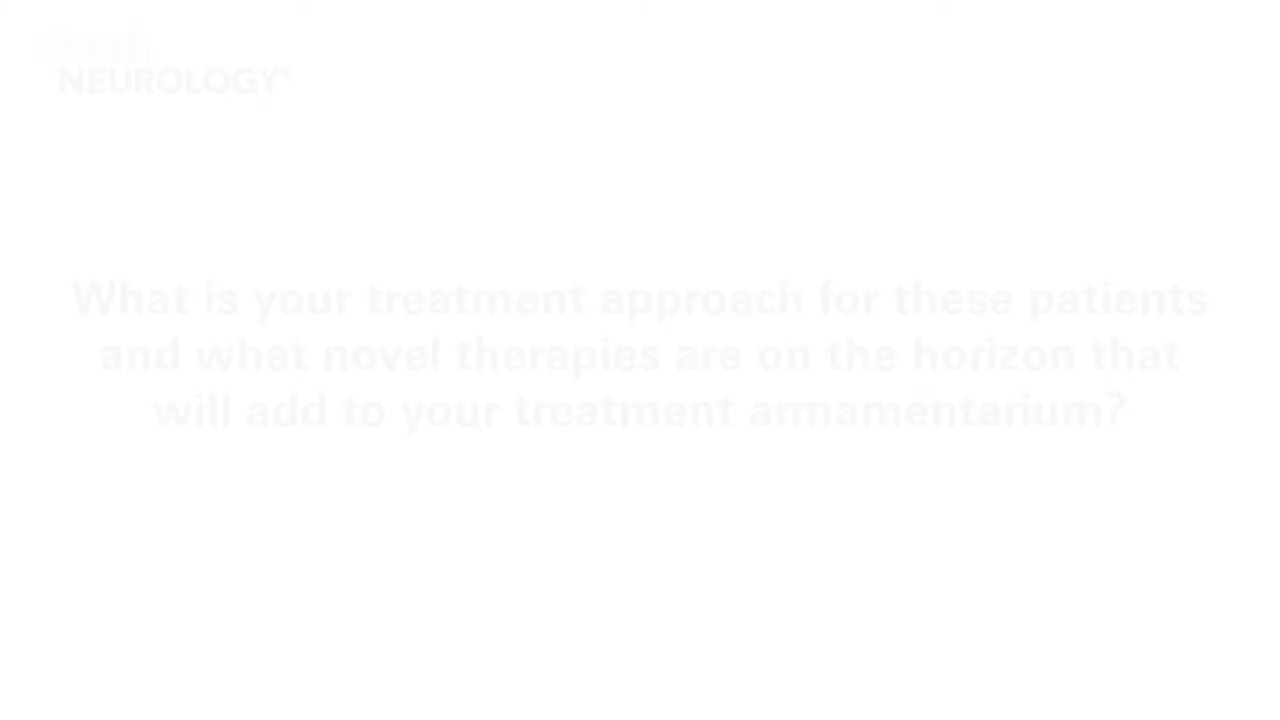 touch
NEUROLOGY®
What is your treatment approach for these patients
and what novel therapies are on the horizon that
will add to your treatment armamentarium?